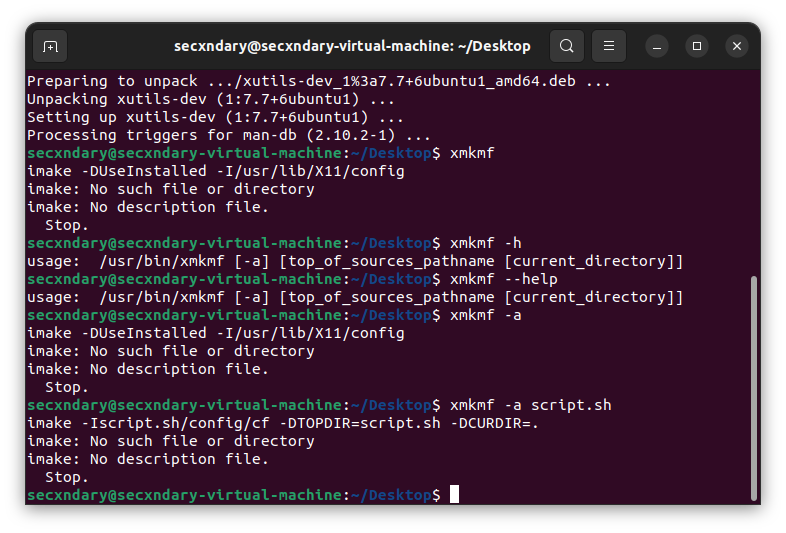 secxndary@secxndary-virtual-machine: ~/Desktop
Preparing to unpack .../xutils-dev_1%3a7.7+6ubuntu1_amd64.deb ...
Unpacking xutils-dev (1:7.7+6ubuntu1) ...
Setting up xutils-dev (1:7.7+6ubuntu1) ...
Processing triggers for man-db (2.10.2-1) ...
secxndary@secxndary-virtual-machine:~/Desktop$ xmkmf
imake -DUseInstalled -I/usr/lib/X11/config
imake: No such file or directory
imake: No description file.
  Stop.
secxndary@secxndary-virtual-machine:~/Desktop$ xmkmf -h
usage:  /usr/bin/xmkmf [-a] [top_of_sources_pathname [current_directory]]
secxndary@secxndary-virtual-machine:~/Desktop$ xmkmf --help
usage:  /usr/bin/xmkmf [-a] [top_of_sources_pathname [current_directory]]
secxndary@secxndary-virtual-machine:~/Desktop$ xmkmf -a
imake -DUseInstalled -I/usr/lib/X11/config
imake: No such file or directory
imake: No description file.
  Stop.
secxndary@secxndary-virtual-machine:~/Desktop$ xmkmf -a script.sh
imake -Iscript.sh/config/cf -DTOPDIR=script.sh -DCURDIR=.
imake: No such file or directory
imake: No description file.
  Stop.
secxndary@secxndary-virtual-machine:~/Desktop$